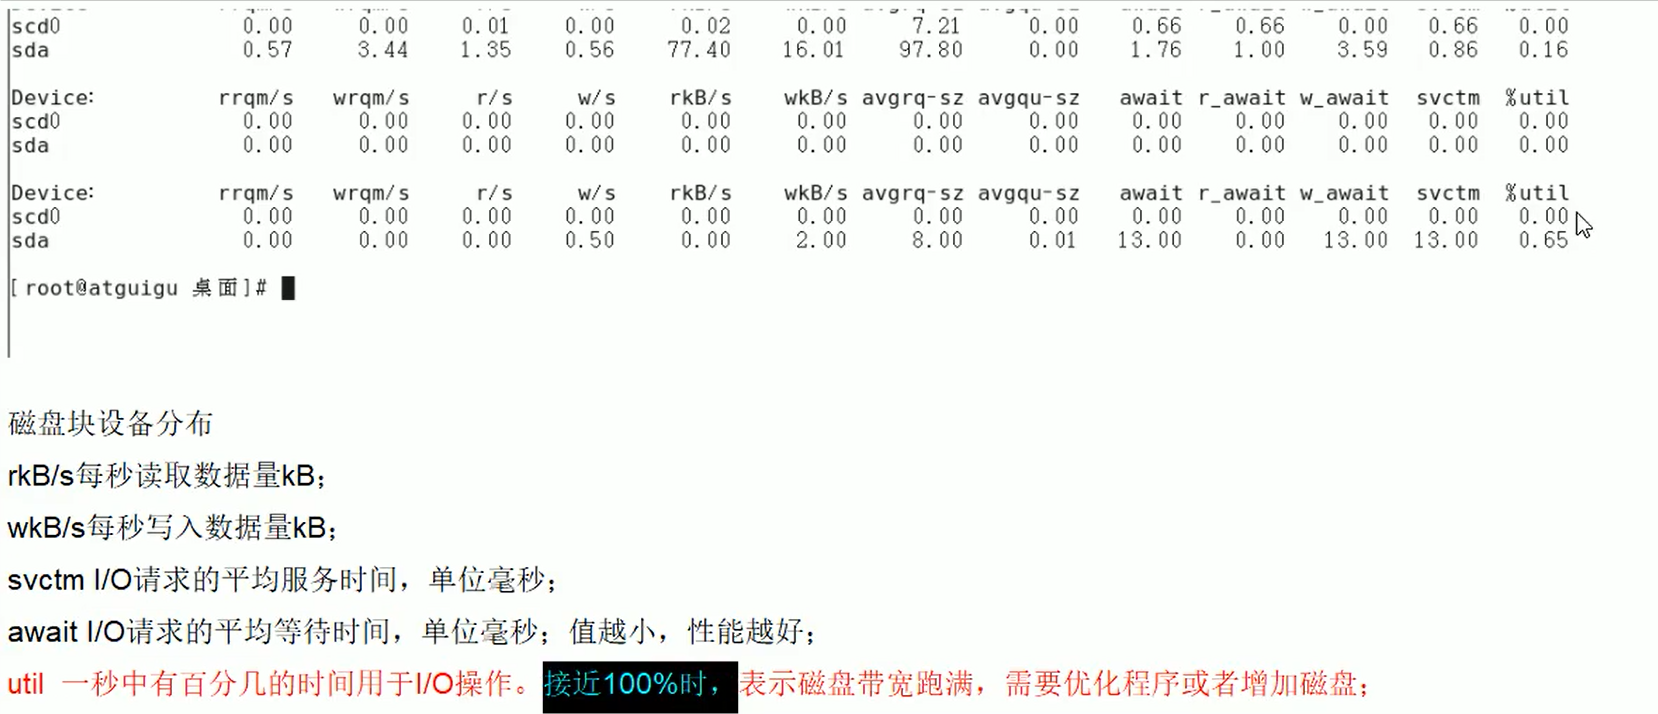 scd0 0.00 0.00 0.01 0.00 0.02 0.00 7.21 0.00 0.66 0.66 0.00 0.66 0.00
sda 0.57 3.44 1.35 0.56 77.40 16.01 97.80 0.00 1.76 1.00 3.59 0.86 0.16
Device: rrqm/s wrqm/s r/s w/s rkB/s wkB/s avgrq-sz avgqu-sz await r_await w_await svctm %util
scd0 0.00 0.00 0.00 0.00 0.00 0.00 0.00 0.00 0.00 0.00 0.00 0.00 0.00
sda 0.00 0.00 0.00 0.00 0.00 0.00 0.00 0.00 0.00 0.00 0.00 0.00 0.00
Device: rrqm/s wrqm/s r/s w/s rkB/s wkB/s avgrq-sz avgqu-sz await r_await w_await svctm %util
scd0 0.00 0.00 0.00 0.00 0.00 0.00 0.00 0.00 0.00 0.00 0.00 0.00 0.00
sda 0.00 0.00 0.00 0.50 0.00 2.00 8.00 0.01 13.00 0.00 13.00 13.00 0.65
[root@atguigu 桌面]#
磁盘块设备分布
rkB/s每秒读取数据量kB；
wkB/s每秒写入数据量kB；
svctm I/O请求的平均服务时间，单位毫秒；
await I/O请求的平均等待时间，单位毫秒；值越小，性能越好；
util 一秒中有百分几的时间用于I/O操作。接近100%时，表示磁盘带宽跑满，需要优化程序或者增加磁盘；